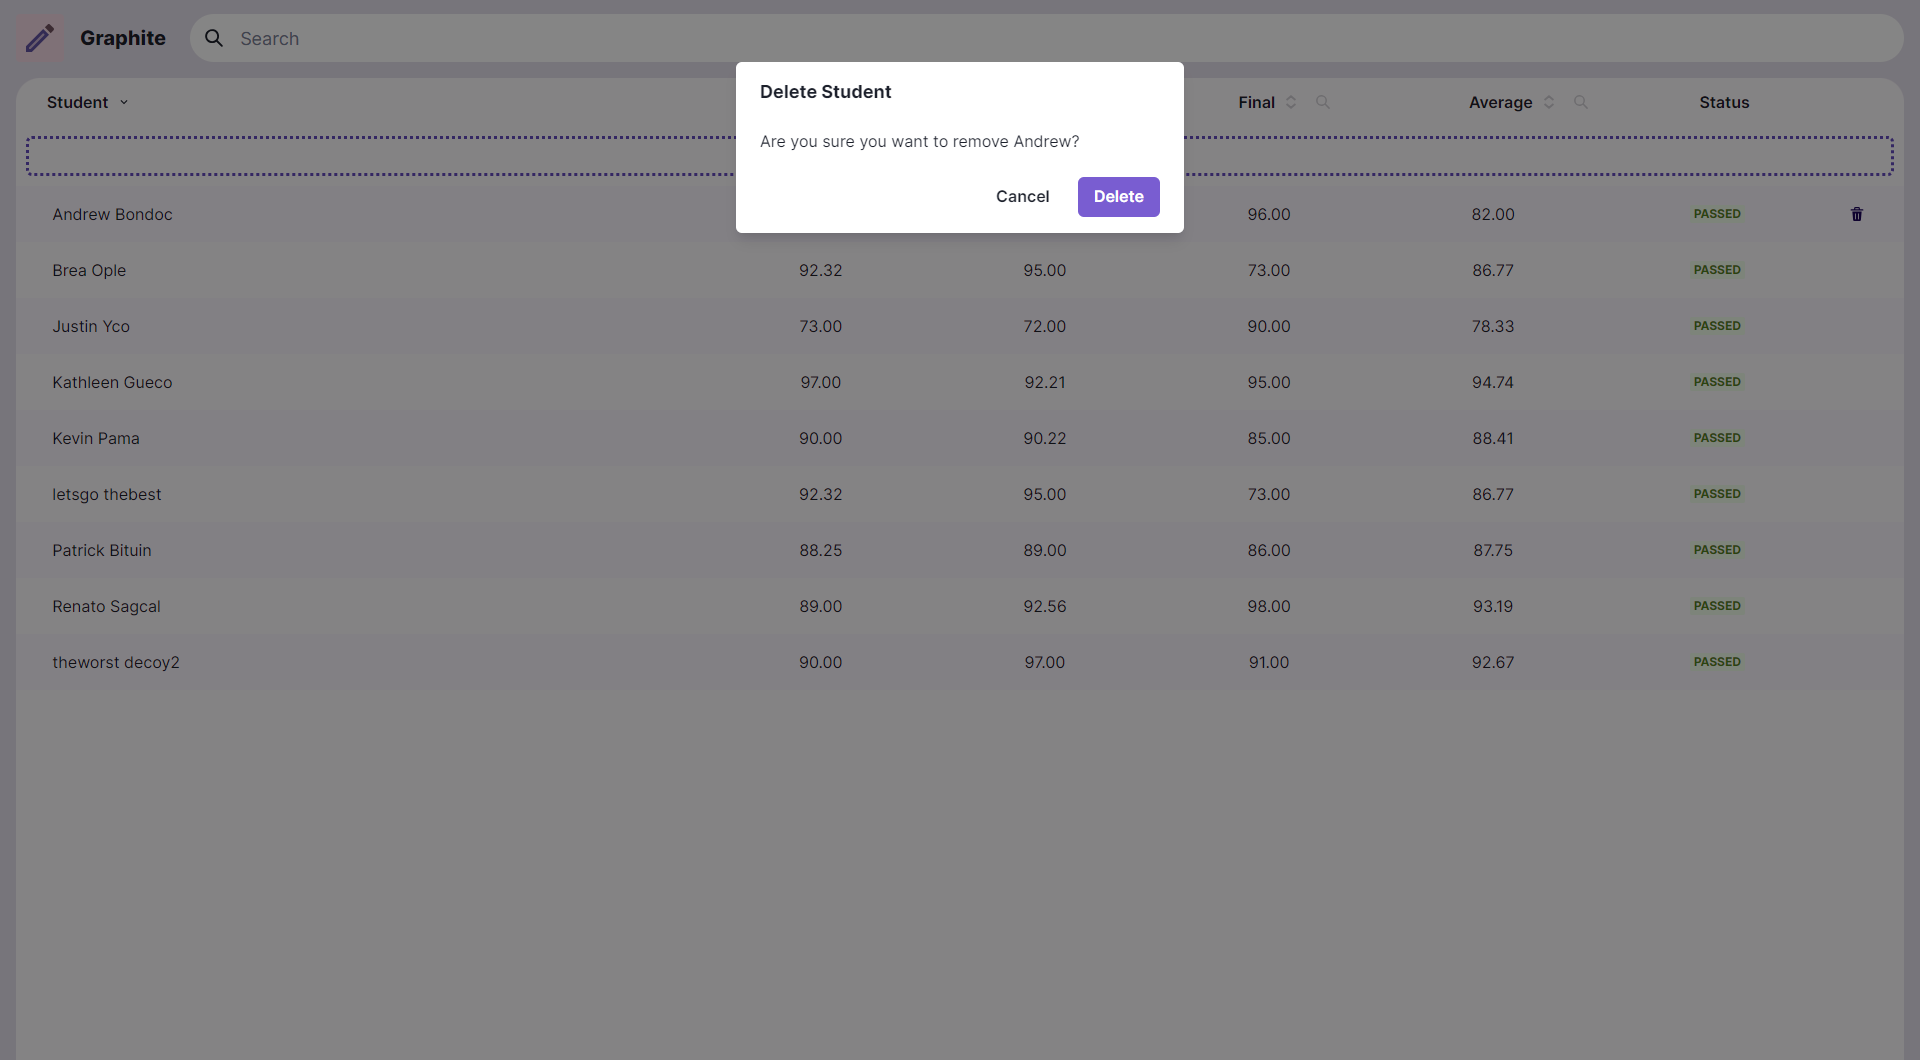 Graphite
Search
Delete Student
Are you sure you want to remove Andrew?
Cancel Delete
Student Final Average Status
Andrew Bondoc 96.00 82.00 PASSED
Brea Ople 92.32 95.00 73.00 86.77 PASSED
Justin Yco 73.00 72.00 90.00 78.33 PASSED
Kathleen Gueco 97.00 92.21 95.00 94.74 PASSED
Kevin Pama 90.00 90.22 85.00 88.41 PASSED
letsgo thebest 92.32 95.00 73.00 86.77 PASSED
Patrick Bituin 88.25 89.00 86.00 87.75 PASSED
Renato Sagcal 89.00 92.56 98.00 93.19 PASSED
theworst decoy2 90.00 97.00 91.00 92.67 PASSED